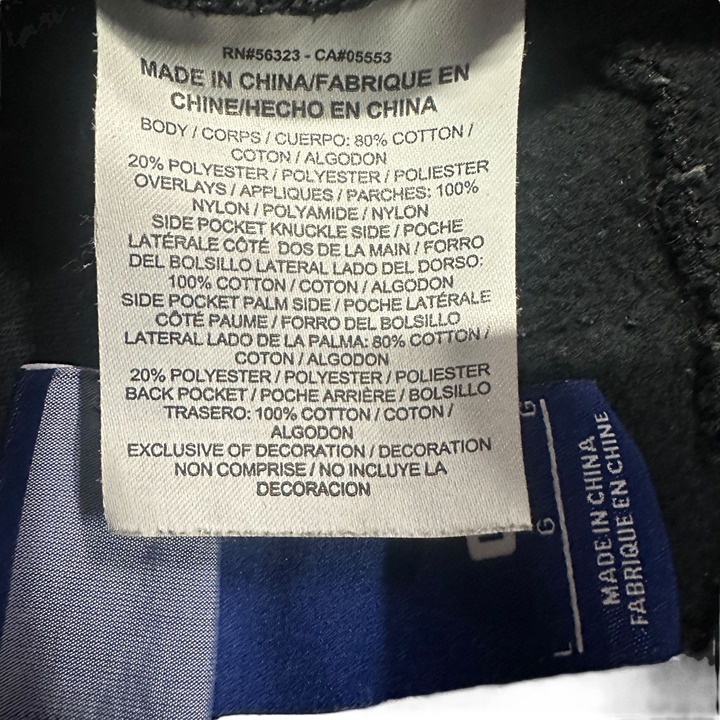 RN#56323 - CA#05553
MADE IN CHINA/FABRIQUE EN
CHINE/HECHO EN CHINA
BODY / CORPS / CUERPO: 80% COTTON /
COTON / ALGODON
20% POLYESTER / POLYESTER / POLIESTER
OVERLAYS / APPLIQUES / PARCHES: 100%
NYLON / POLYAMIDE / NYLON
SIDE POCKET KNUCKLE SIDE / POCHE
LATÉRALE CÔTÉ DOS DE LA MAIN / FORRO
DEL BOLSILLO LATERAL LADO DEL DORSO:
100% COTTON / COTON / ALGODON
SIDE POCKET PALM SIDE / POCHE LATÉRALE
CÔTÉ PAUME / FORRO DEL BOLSILLO
LATERAL LADO DE LA PALMA: 80% COTTON /
COTON / ALGODON
20% POLYESTER / POLYESTER / POLIESTER
BACK POCKET / POCHE ARRIÈRE / BOLSILLO
TRASERO: 100% COTTON / COTON /
ALGODON
EXCLUSIVE OF DECORATION / DECORATION
NON COMPRISE / NO INCLUYE LA
DECORACION
L G G
MADE IN CHINA
FABRIQUE EN CHINE